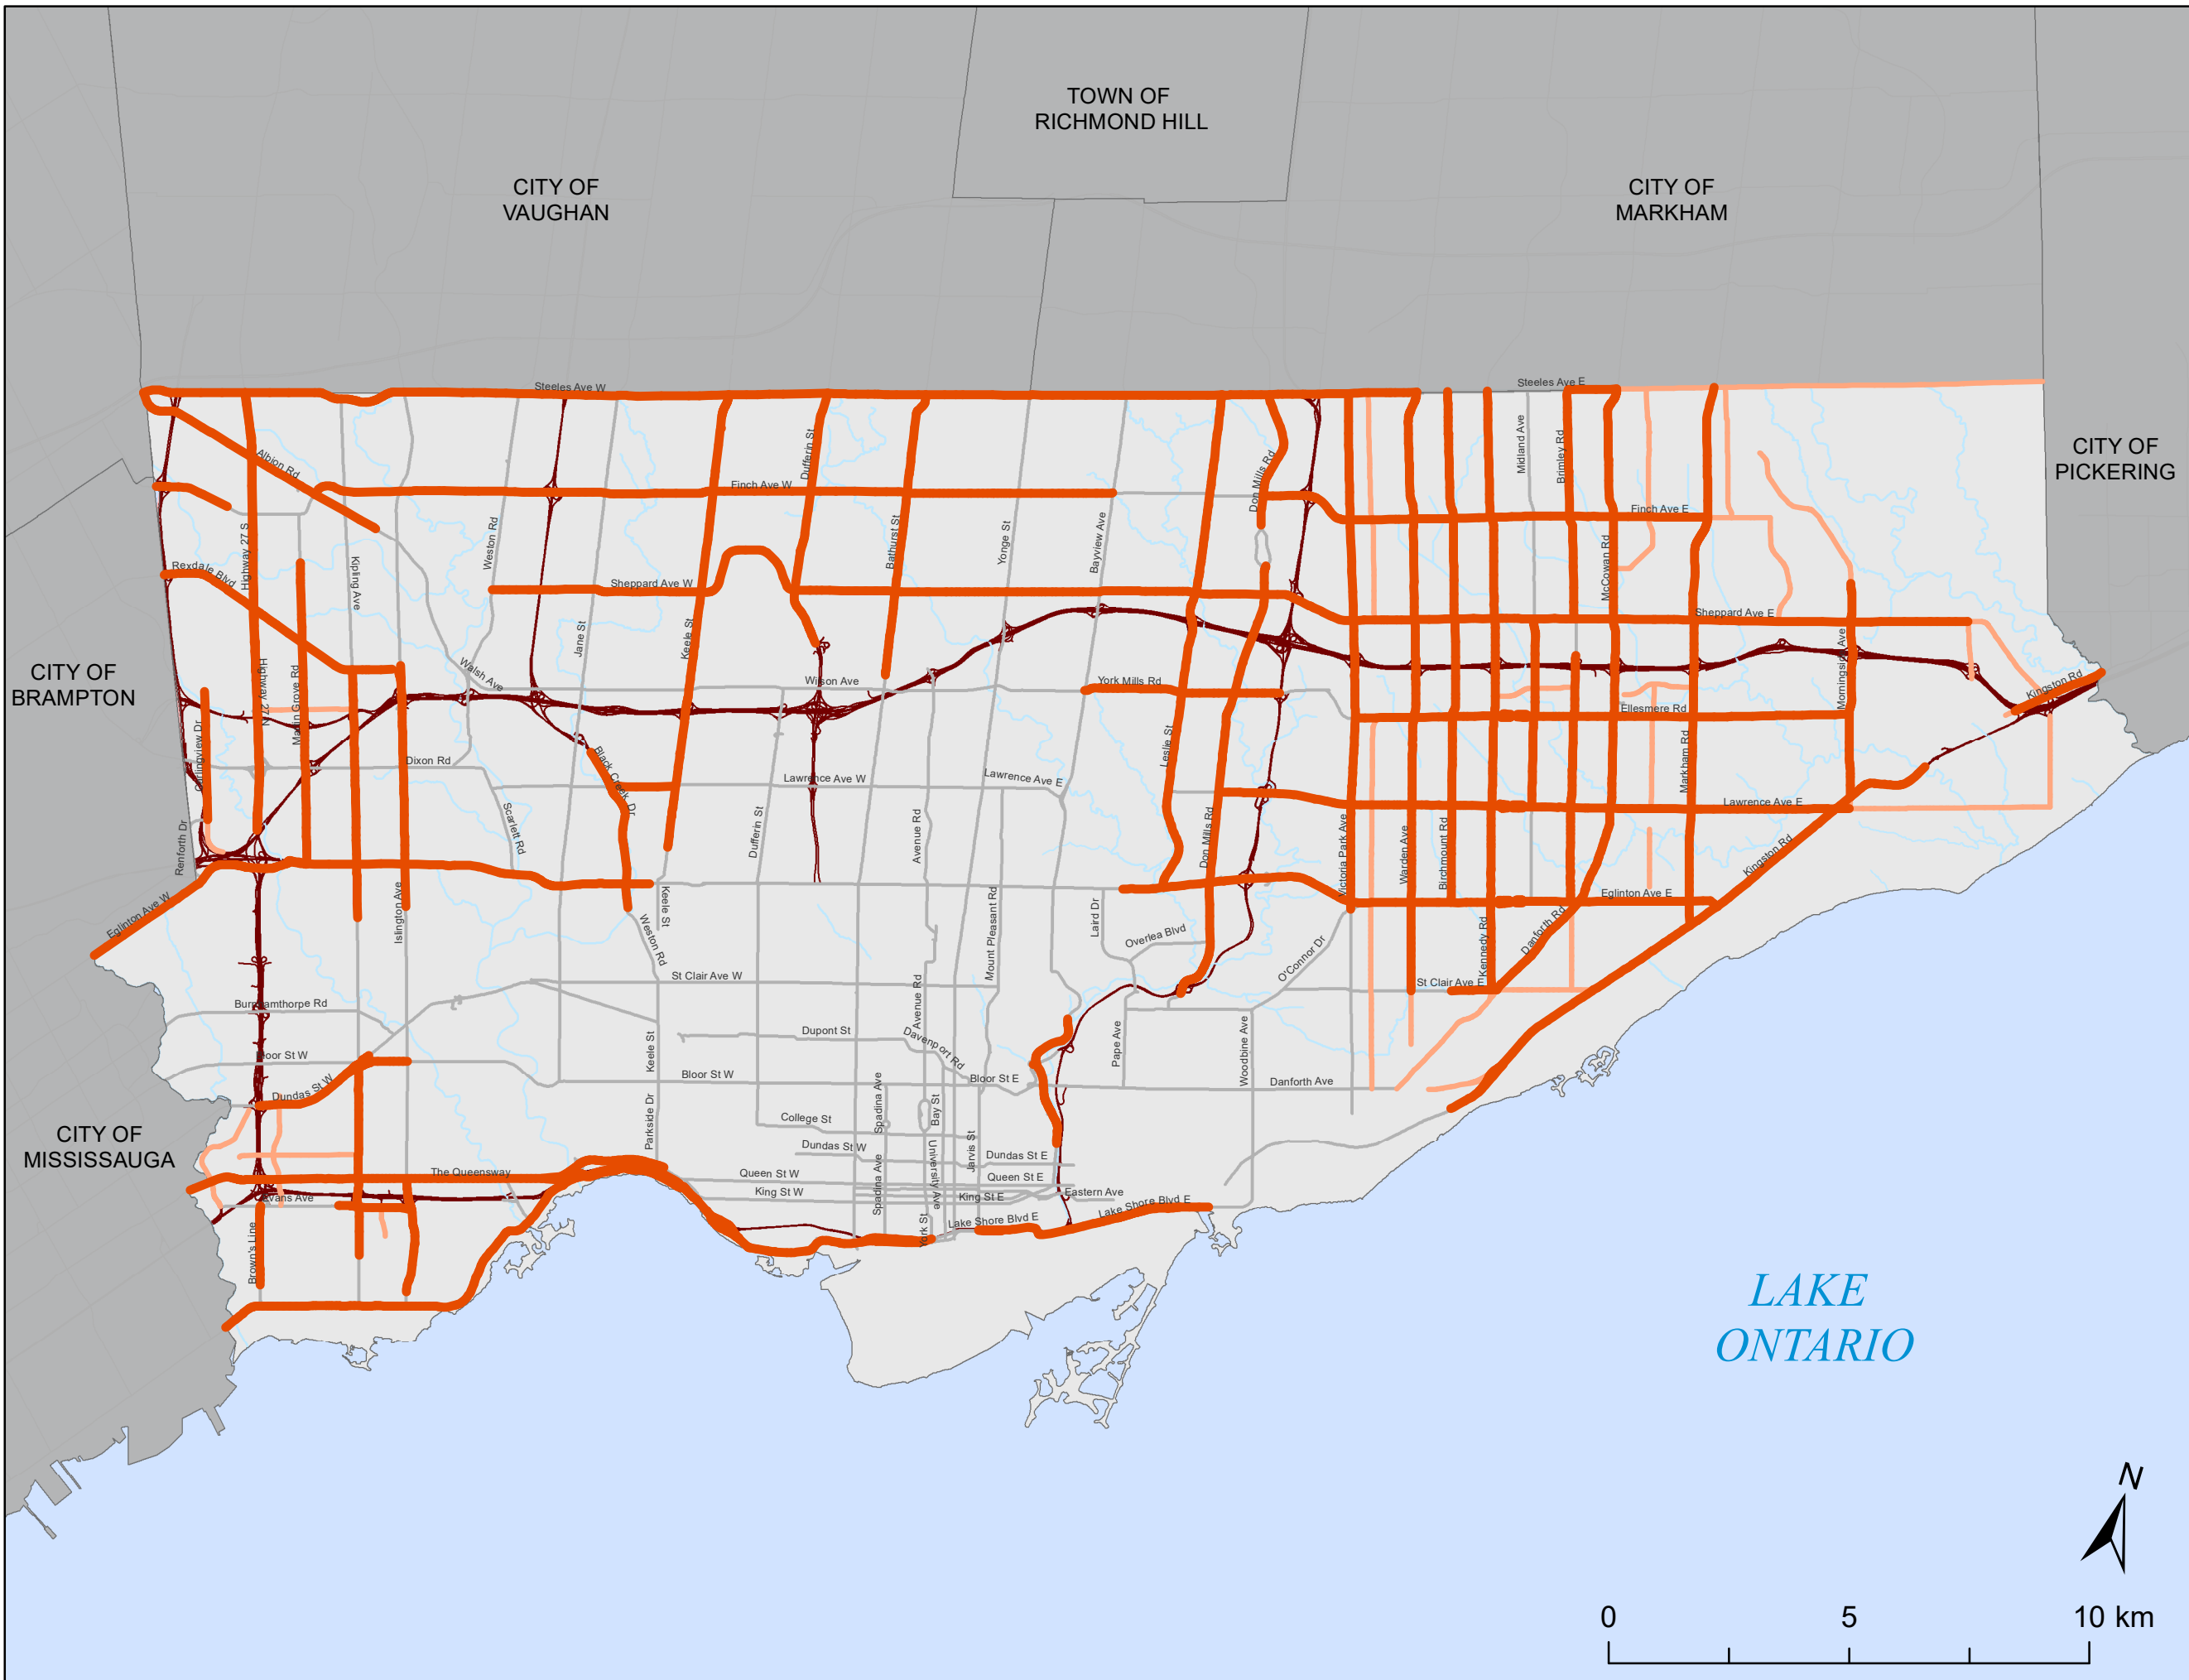 TOWN OF
RICHMOND HILL
CITY OF
VAUGHAN
CITY OF
MARKHAM
CITY OF
PICKERING
CITY OF
BRAMPTON
CITY OF
MISSISSAUGA
LAKE
ONTARIO
N
0 5 10 km
Steeles Ave W
Steeles Ave E
Albion Rd
Finch Ave W
Finch Ave E
Highway 27 S
Rexdale Blvd
Kipling Ave
Weston Rd
Dufferin St
Bathurst St
Yonge St
Bayview Ave
Don Mills Rd
Midland Ave
Brimley Rd
McCowan Rd
Sheppard Ave W
Sheppard Ave E
Jane St
Keele St
Walsh Ave
Wilson Ave
York Mills Rd
Ellesmere Rd
Morningside Ave
Kingston Rd
Highway 27 N
Martin Grove Rd
Carlingview Dr
Dixon Rd
Black Creek Dr
Lawrence Ave W
Lawrence Ave E
Leslie St
Markham Rd
Lawrence Ave E
Scarlett Rd
Renforth Dr
Dufferin St
Avenue Rd
Don Mills Rd
Victoria Park Ave
Warden Ave
Birchmount Rd
Kingston Rd
Eglinton Ave W
Eglinton Ave E
Islington Ave
Keele St
Weston Rd
Mount Pleasant Rd
Laird Dr
Overlea Blvd
O'Connor Dr
Kennedy Rd
Danforth Rd
St Clair Ave W
St Clair Ave E
Burnhamthorpe Rd
Avenue Rd
Dupont St
Davenport Rd
Keele St
Pape Ave
Woodbine Ave
Bloor St W
Bloor St W
Bloor St E
Danforth Ave
Dundas St W
Parkside Dr
Spadina Ave
Bay St
College St
Dundas St W
Dundas St E
Jarvis St
University Ave
The Queensway
Queen St W
Queen St E
Evans Ave
King St W
King St E
Eastern Ave
Spadina Ave
York St
Lake Shore Blvd E
Lake Shore Blvd E
Brown's Line